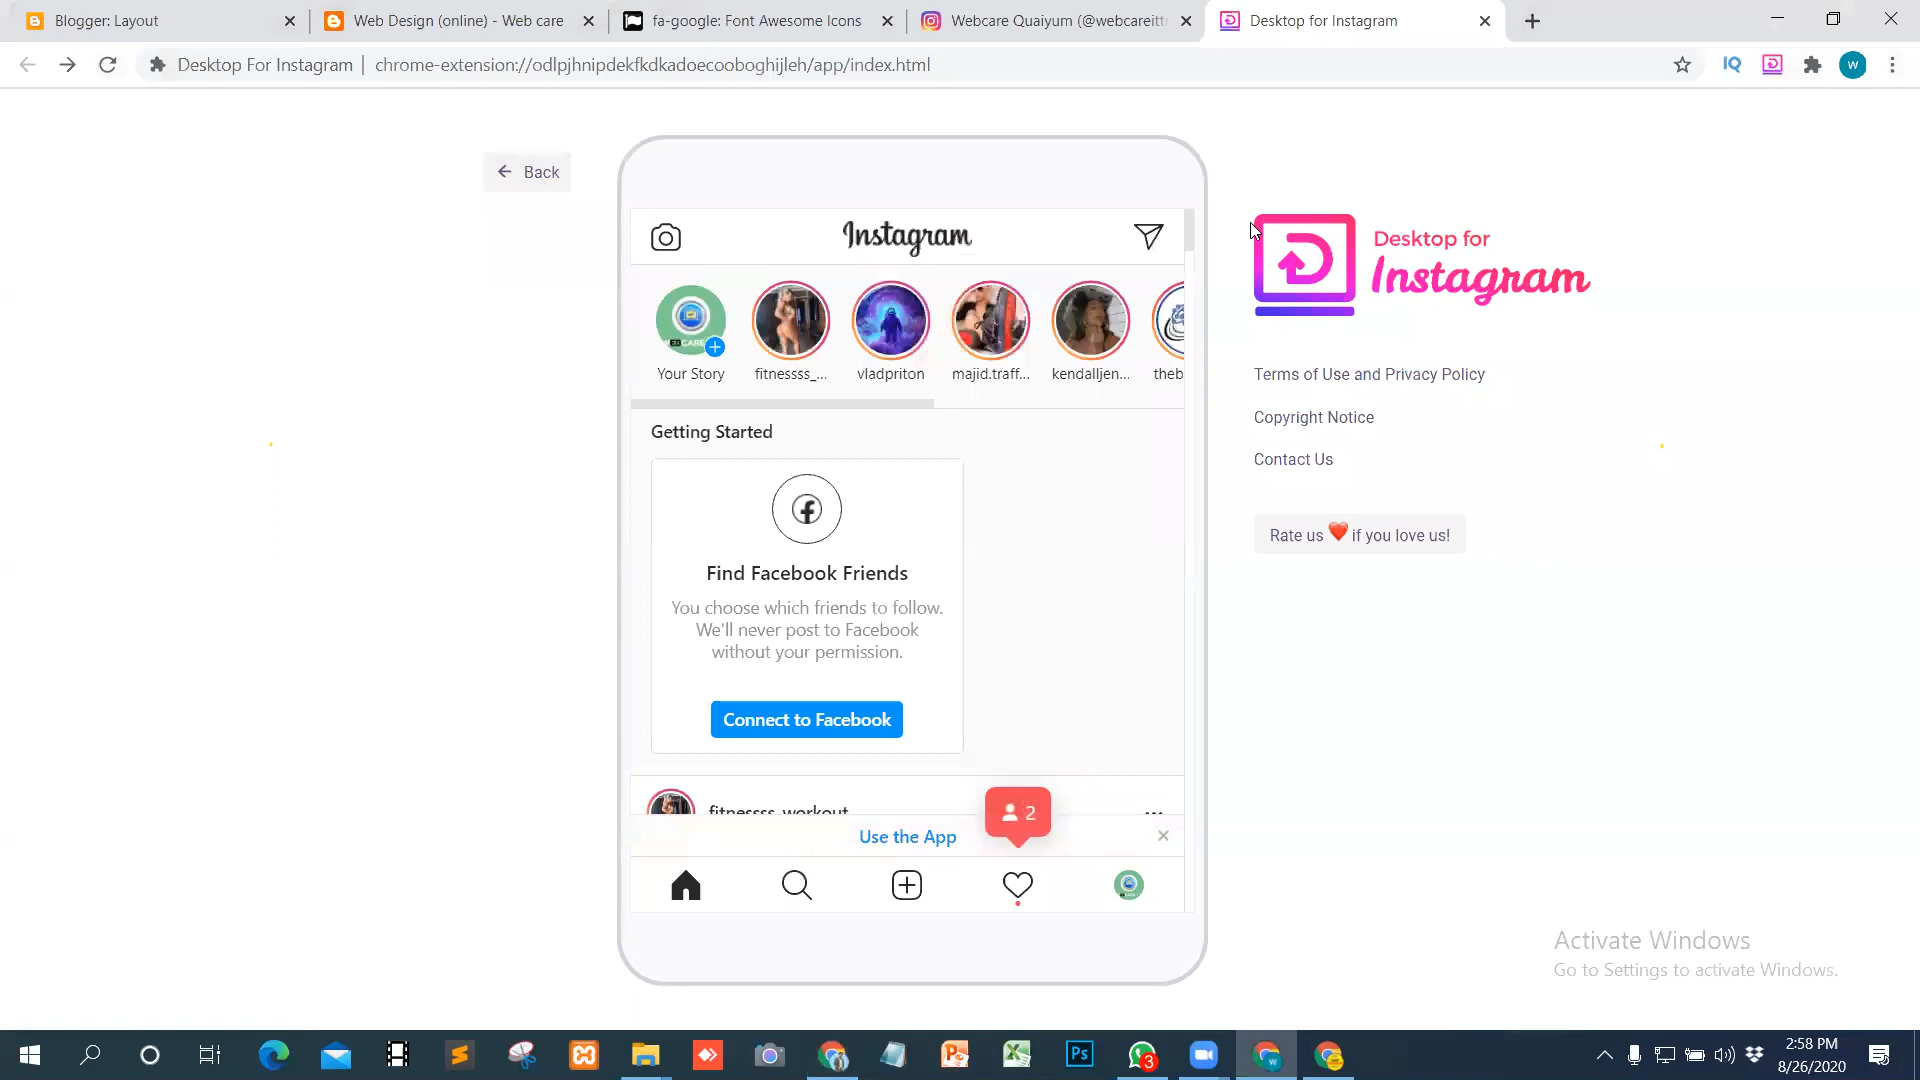 Blogger: Layout
Web Design (online) - Web care
fa-google: Font Awesome Icons
Webcare Quaiyum (@webcareitt
Desktop for Instagram
Desktop For Instagram | chrome-extension://odlpjhnipdekfkdkadoecooboghijleh/app/index.html
IQ
W
Back
Instagram
Desktop for
Instagram
Your Story
fitnessss_...
vladpriton
majid.traff...
kendalljen...
theb
Terms of Use and Privacy Policy
Copyright Notice
Contact Us
Rate us ❤️ if you love us!
Getting Started
Find Facebook Friends
You choose which friends to follow.
We'll never post to Facebook
without your permission.
Connect to Facebook
fitnessss_workout
2
Use the App
Activate Windows
Go to Settings to activate Windows.
Ps
3
2:58 PM
8/26/2020